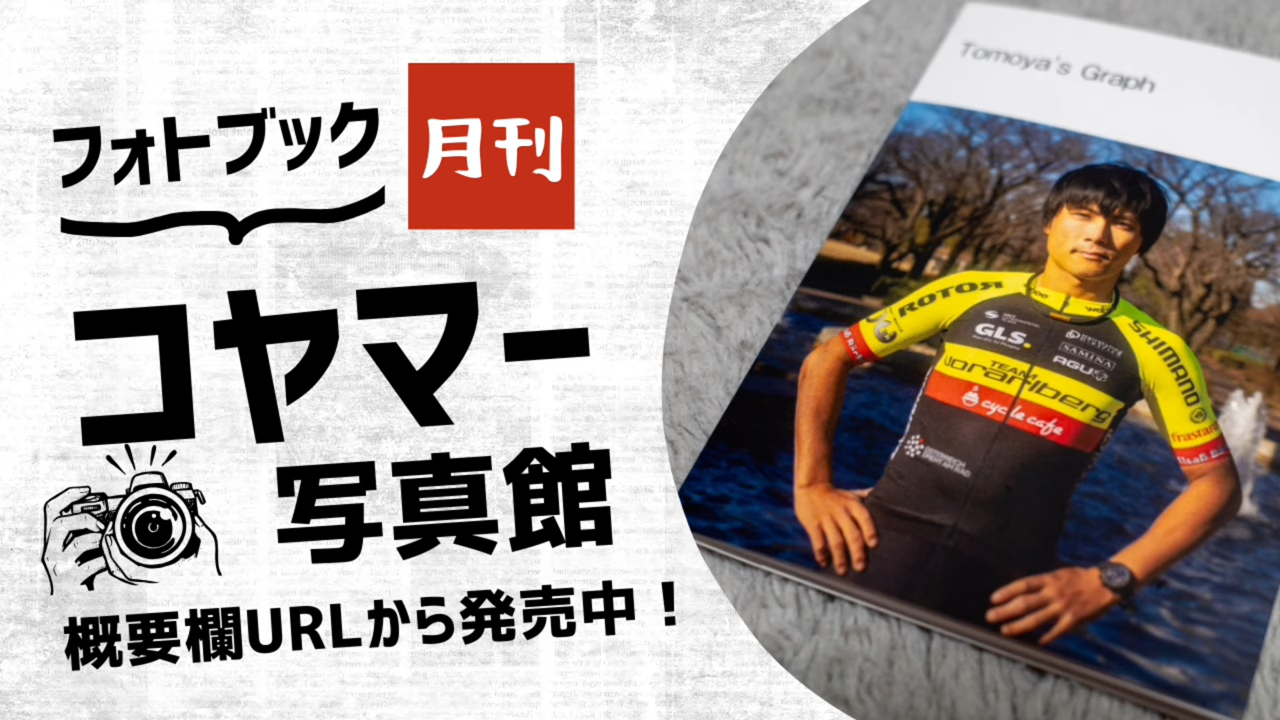 フォトブック
月刊
コヤマー
写真館
概要欄URLから発売中！
Tomoya's Graph
ROTOR
SHIMANO
GLS.
SAMINA
AGU
TEAM
Vorarlberg
cycle cafe
frastanz